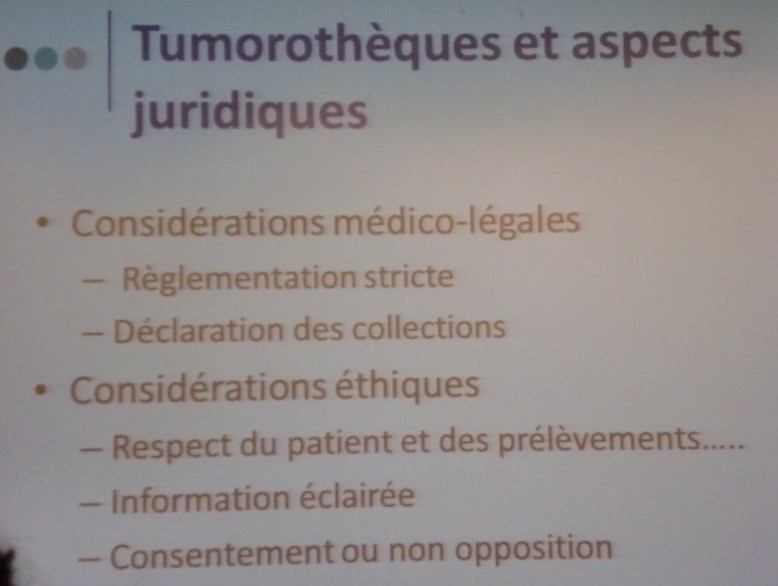 Tumorothèques et aspects
juridiques
• Considérations médico-légales
– Règlementation stricte
– Déclaration des collections
• Considérations éthiques
– Respect du patient et des prélèvements.....
– Information éclairée
– Consentement ou non opposition